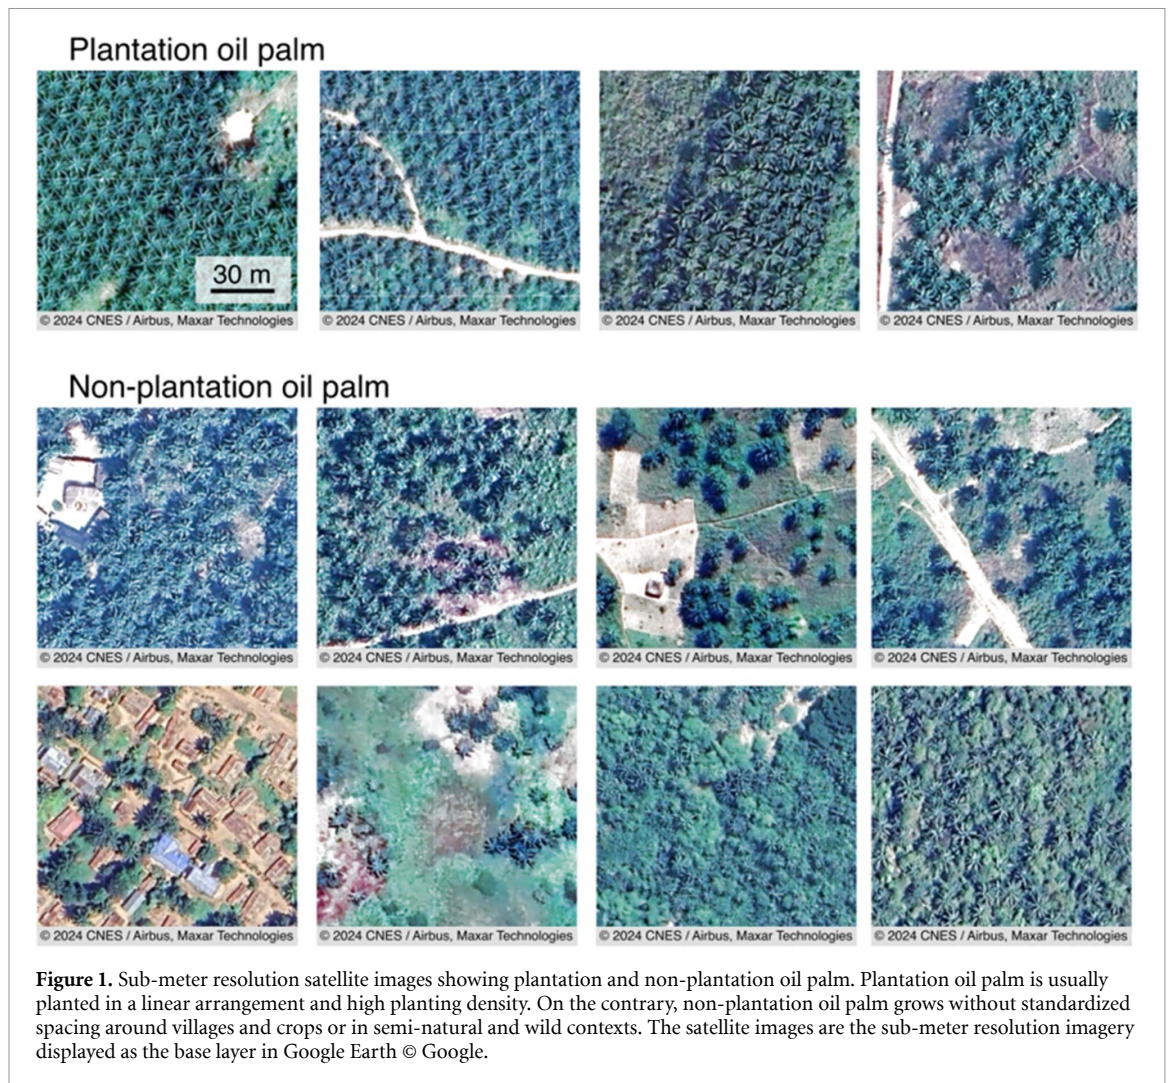 Plantation oil palm
30 m
© 2024 CNES / Airbus, Maxar Technologies
© 2024 CNES / Airbus, Maxar Technologies
© 2024 CNES / Airbus, Maxar Technologies
© 2024 CNES / Airbus, Maxar Technologies
Non-plantation oil palm
© 2024 CNES / Airbus, Maxar Technologies
© 2024 CNES / Airbus, Maxar Technologies
© 2024 CNES / Airbus, Maxar Technologies
© 2024 CNES / Airbus, Maxar Technologies
© 2024 CNES / Airbus, Maxar Technologies
© 2024 CNES / Airbus, Maxar Technologies
© 2024 CNES / Airbus, Maxar Technologies
© 2024 CNES / Airbus, Maxar Technologies
Figure 1. Sub-meter resolution satellite images showing plantation and non-plantation oil palm. Plantation oil palm is usually
planted in a linear arrangement and high planting density. On the contrary, non-plantation oil palm grows without standardized
spacing around villages and crops or in semi-natural and wild contexts. The satellite images are the sub-meter resolution imagery
displayed as the base layer in Google Earth © Google.